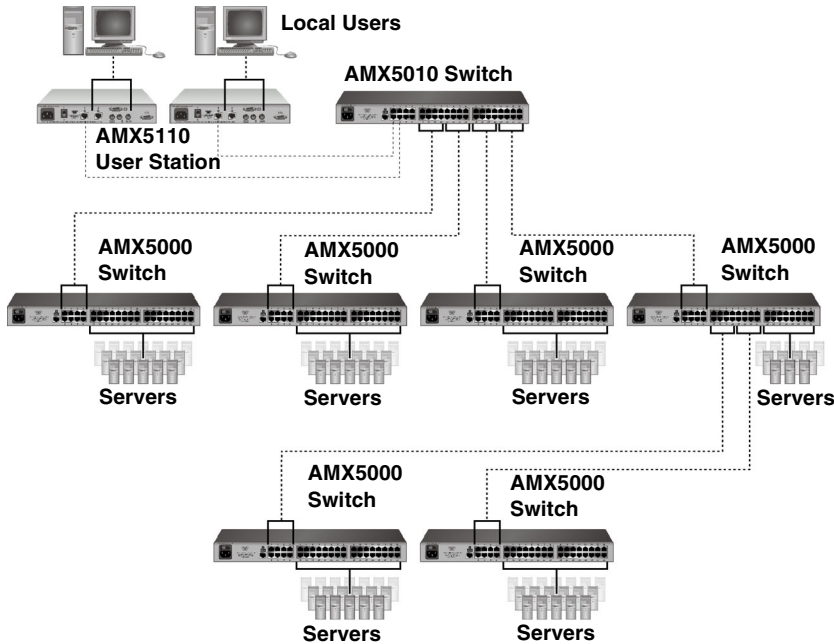 Local Users
AMX5010 Switch
AMX5110
User Station
AMX5000
Switch
AMX5000
Switch
AMX5000
Switch
AMX5000
Switch
Servers
Servers
Servers
Servers
AMX5000
Switch
AMX5000
Switch
Servers
Servers